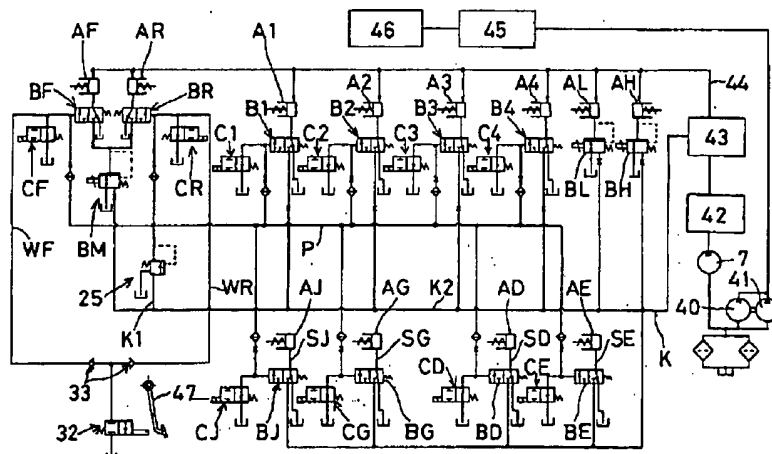 46 45
AF AR A1
A2 A3 A4 AL AH 44
BF BR B1 B2 B3 B4
C1 C2 C3 C4 43
CF CR BL BH
BM 42
WF P 7
25 WR AJ AG K2 AD AE 40 41
K1 SJ SG SD SE K
33 47 CD CE
32 CJ BJ CG BG BD BE